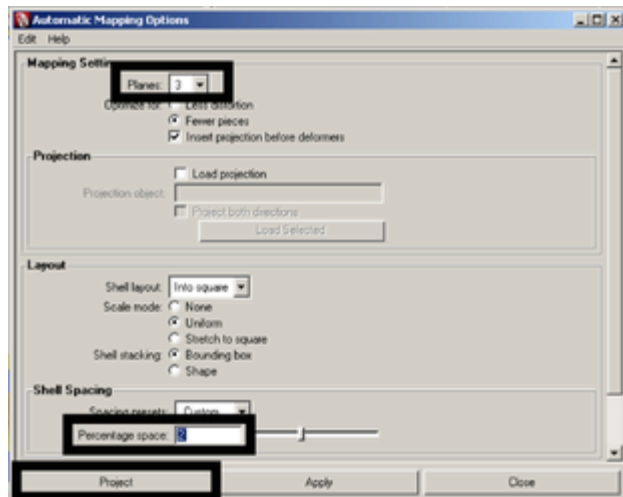 Automatic Mapping Options
Edit Help
Mapping Settin
Planes: 3
Optimize for: Less distortion
Fewer pieces
Insert projection before deformers
Projection
Load projection
Projection object:
Project both directions
Load Selected
Layout
Shell layout: Into square
Scale mode: None
Uniform
Stretch to square
Shell stacking: Bounding box
Shape
Shell Spacing
Spacing presets: Custom
Percentage space: 2
Project Apply Close